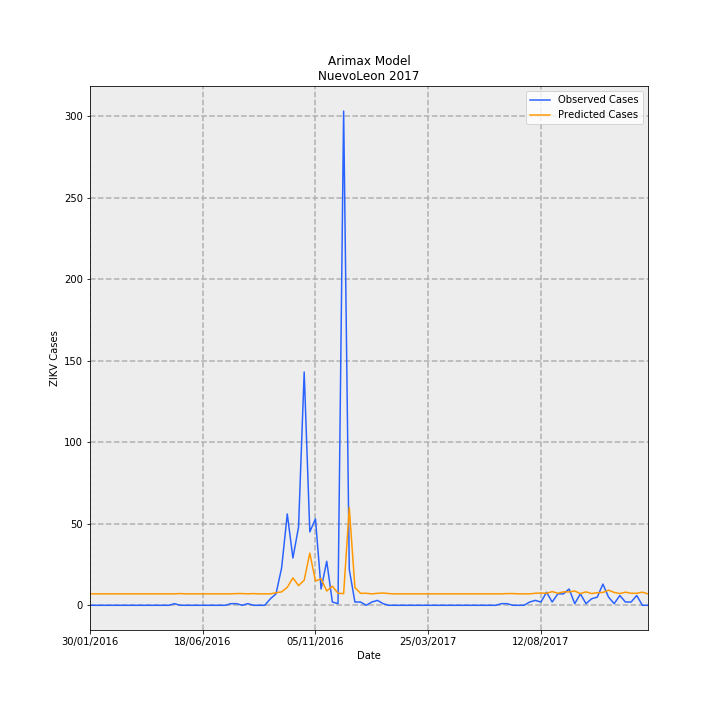 Arimax Model
NuevoLeon 2017
Observed Cases
Predicted Cases
300
250
200
150
100
50
0
ZIKV Cases
30/01/2016
18/06/2016
05/11/2016
25/03/2017
12/08/2017
Date